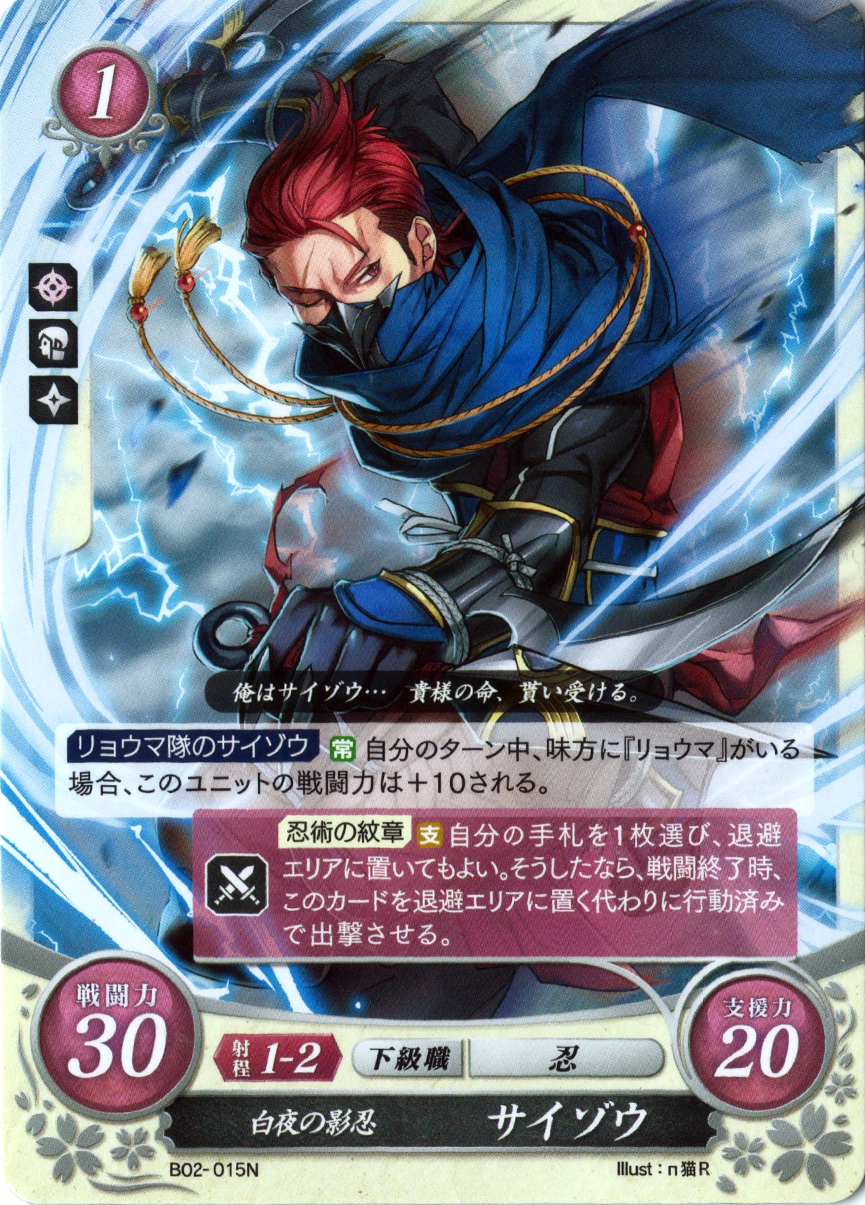 1
俺はサイゾウ… 貴様の命、貰い受ける。
リョウマ隊のサイゾウ 常 自分のターン中、味方に『リョウマ』がいる
場合、このユニットの戦闘力は+10される。
忍術の紋章 支 自分の手札を1枚選び、退避
エリアに置いてもよい。そうしたなら、戦闘終了時、
このカードを退避エリアに置く代わりに行動済み
で出撃させる。
戦闘力
30
射程 1-2
下級職 忍
支援力
20
白夜の影忍 サイゾウ
B02-015N
Illust:n猫R